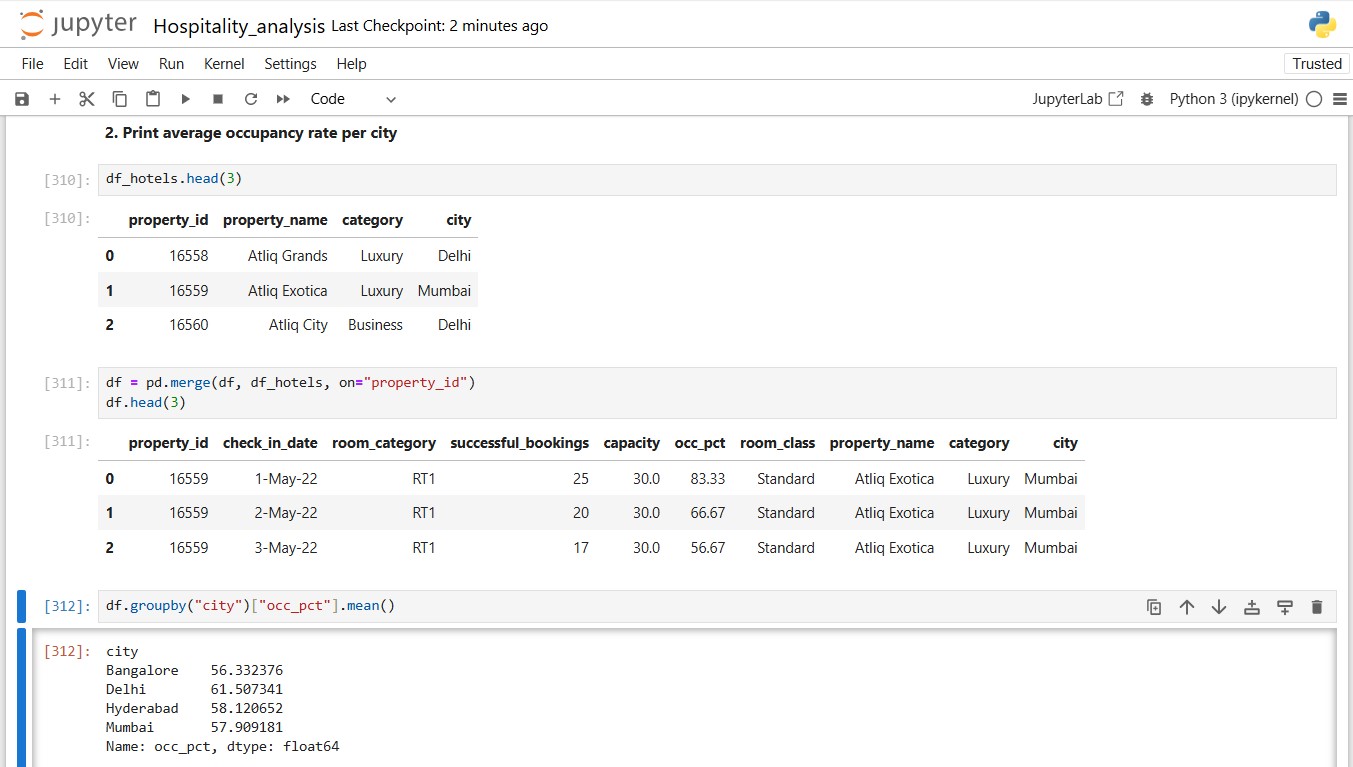 jupyter Hospitality_analysis Last Checkpoint: 2 minutes ago
File Edit View Run Kernel Settings Help Trusted
Code JupyterLab Python 3 (ipykernel)
2. Print average occupancy rate per city
[310]: df_hotels.head(3)
[310]: property_id property_name category city
0 16558 Atliq Grands Luxury Delhi
1 16559 Atliq Exotica Luxury Mumbai
2 16560 Atliq City Business Delhi
[311]: df = pd.merge(df, df_hotels, on="property_id")
df.head(3)
[311]: property_id check_in_date room_category successful_bookings capacity occ_pct room_class property_name category city
0 16559 1-May-22 RT1 25 30.0 83.33 Standard Atliq Exotica Luxury Mumbai
1 16559 2-May-22 RT1 20 30.0 66.67 Standard Atliq Exotica Luxury Mumbai
2 16559 3-May-22 RT1 17 30.0 56.67 Standard Atliq Exotica Luxury Mumbai
[312]: df.groupby("city")["occ_pct"].mean()
[312]: city
Bangalore 56.332376
Delhi 61.507341
Hyderabad 58.120652
Mumbai 57.909181
Name: occ_pct, dtype: float64